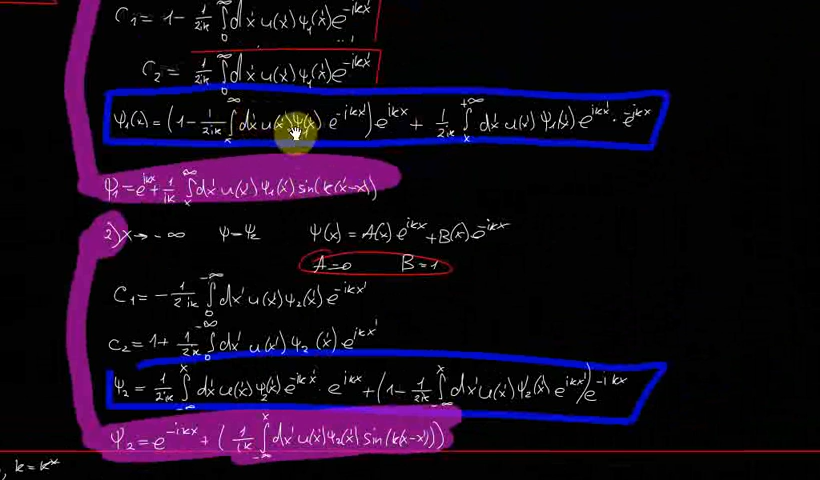 C₁ = 1 - 1/2ik ∫₀^∞ dx' u(x') ψ₁(x') e^{-ikx'}
C₂ = 1/2ik ∫₀^∞ dx' u(x') ψ₁(x') e^{-ikx'}
ψ₁(x) = (1 - 1/2ik ∫ₓ^∞ dx' u(x') ψ₁(x') e^{-ikx'}) e^{ikx} + 1/2ik ∫ₓ^{+∞} dx' u(x') ψ₁(x') e^{ikx'} · e^{-ikx}
ψ₁ = e^{ikx} + 1/ik ∫ₓ^∞ dx' u(x') ψ₁(x') sin(k(x'-x))
2) x → -∞ ψ - ψ₂ ψ(x) = A(x) e^{ikx} + B(x) e^{-ikx}
A = 0 B = 1
C₁ = - 1/2ik ∫₀^{-∞} dx' u(x') ψ₂(x') e^{-ikx'}
C₂ = 1 + 1/2ik ∫₀^{-∞} dx' u(x') ψ₂(x') e^{ikx'}
ψ₂ = 1/2ik ∫_{-∞}^x dx' u(x') ψ₂(x') e^{-ikx'} · e^{ikx} + (1 - 1/2ik ∫_{-∞}^x dx' u(x') ψ₂(x') e^{ikx'}) e^{-ikx}
ψ₂ = e^{-ikx} + (1/ik ∫_{-∞}^x dx' u(x') ψ₂(x') sin(k(x-x')))
, k = k^x